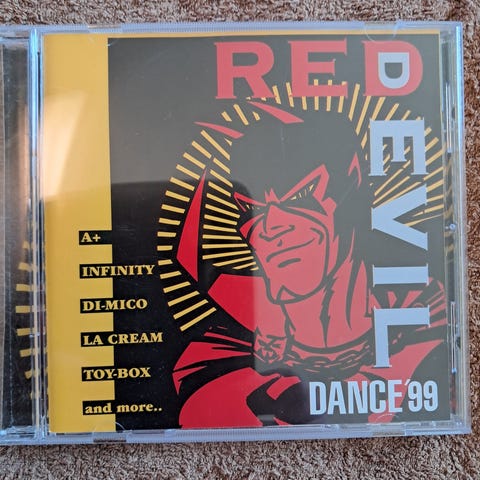 RED
DEVIL
DANCE'99
A+
INFINITY
DI-MICO
LA CREAM
TOY-BOX
and more..